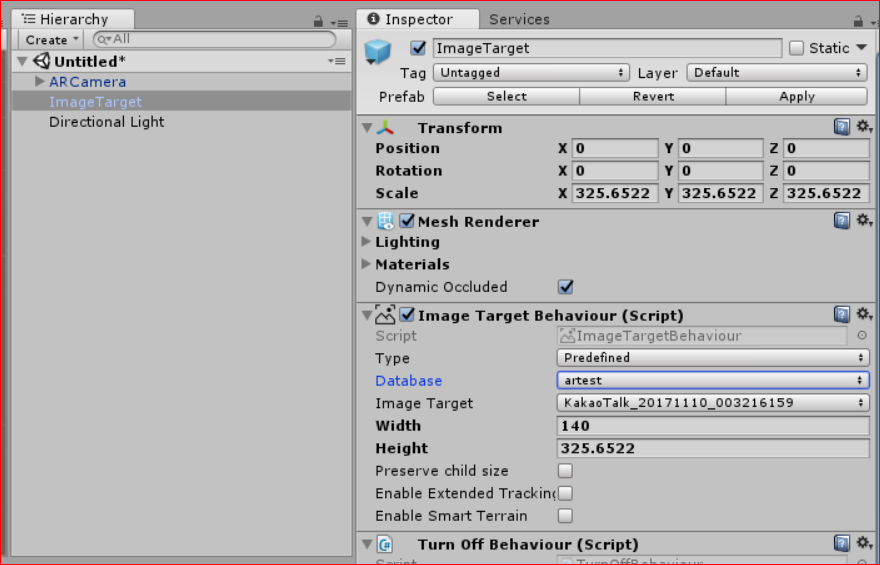 Hierarchy
Create
All
Untitled*
ARCamera
ImageTarget
Directional Light
Inspector Services
ImageTarget Static
Tag Untagged Layer Default
Prefab Select Revert Apply
Transform
Position X 0 Y 0 Z 0
Rotation X 0 Y 0 Z 0
Scale X 325.6522 Y 325.6522 Z 325.6522
Mesh Renderer
Lighting
Materials
Dynamic Occluded
Image Target Behaviour (Script)
Script ImageTargetBehaviour
Type Predefined
Database artest
Image Target KakaoTalk_20171110_003216159
Width 140
Height 325.6522
Preserve child size
Enable Extended Tracking
Enable Smart Terrain
Turn Off Behaviour (Script)
Script TurnOffBehaviour